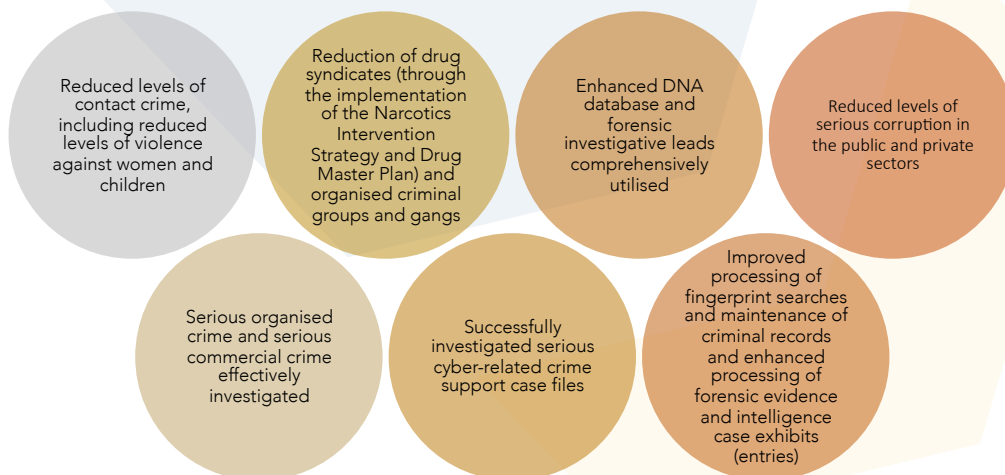 Reduced levels of
contact crime,
including reduced
levels of violence
against women and
children
Reduction of drug
syndicates (through
the implementation
of the Narcotics
Intervention
Strategy and Drug
Master Plan) and
organised criminal
groups and gangs
Enhanced DNA
database and
forensic
investigative leads
comprehensively
utilised
Reduced levels of
serious corruption in
the public and private
sectors
Serious organised
crime and serious
commercial crime
effectively
investigated
Successfully
investigated serious
cyber-related crime
support case files
Improved
processing of
fingerprint searches
and maintenance of
criminal records
and enhanced
processing of
forensic evidence
and intelligence
case exhibits
(entries)